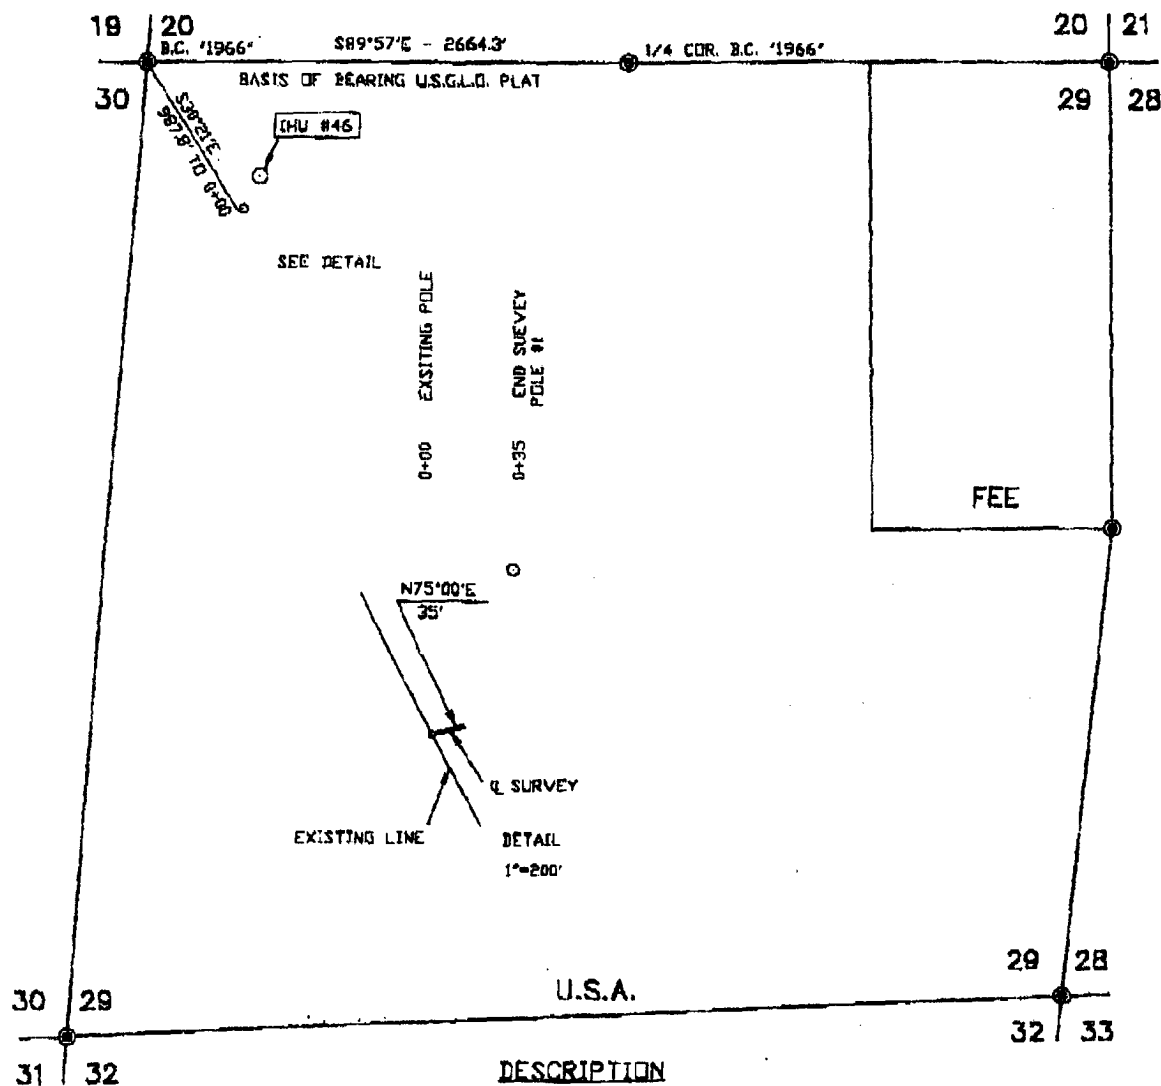 19 20
20 21
B.C. "1966"
S89°57'E - 2664.3'
1/4 COR. B.C. "1966"
BASIS OF BEARING U.S.G.L.O. PLAT
30
29 28
S30°21'E
987.8' TO 0+00
IHU #46
SEE DETAIL
0+00 EXSITING POLE
0+35 END SUEVEY
POLE #1
FEE
N75°00'E
35'
℄ SURVEY
EXISTING LINE
DETAIL
1"=200'
U.S.A.
30 29
29 28
31 32
32 33
DESCRIPTION